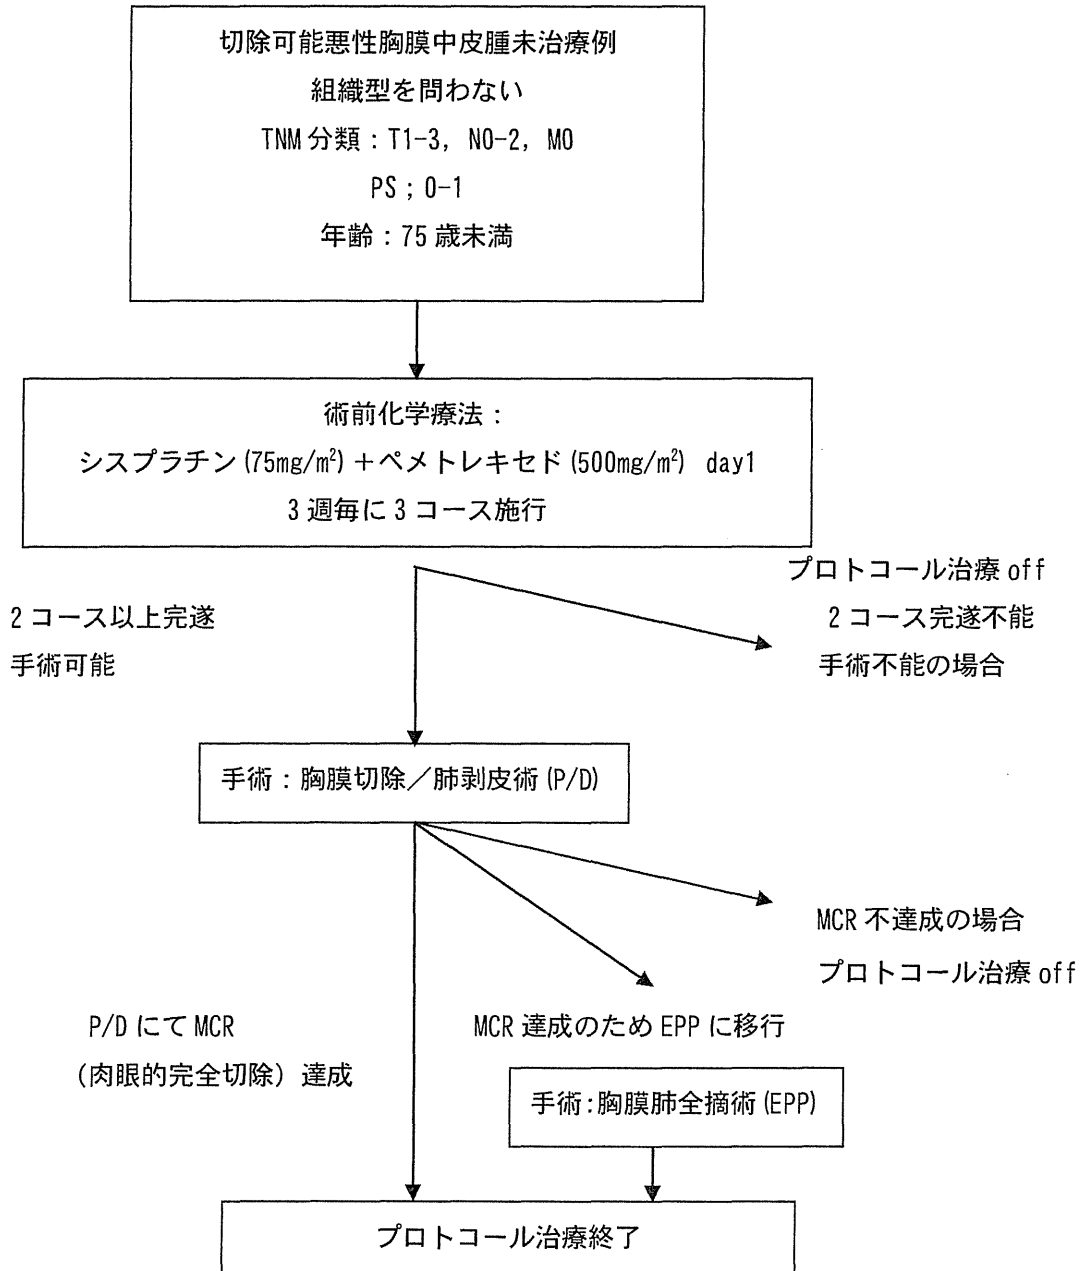 切除可能悪性胸膜中皮腫未治療例
組織型を問わない
TNM 分類：T1-3, N0-2, M0
PS；0-1
年齢：75 歳未満
術前化学療法：
シスプラチン(75mg/m²)＋ペメトレキセド(500mg/m²) day1
3 週毎に 3 コース施行
2 コース以上完遂
手術可能
プロトコール治療 off
2 コース完遂不能
手術不能の場合
手術：胸膜切除／肺剥皮術(P/D)
MCR 不達成の場合
プロトコール治療 off
P/D にて MCR
（肉眼的完全切除）達成
MCR 達成のため EPP に移行
手術:胸膜肺全摘術(EPP)
プロトコール治療終了